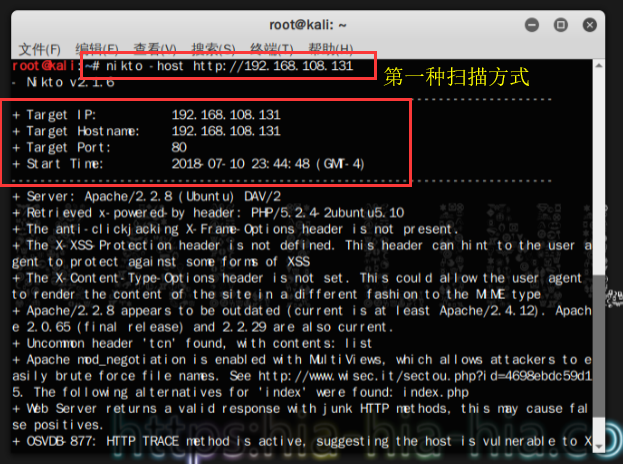 root@kali: ~
文件(F) 编辑(E) 查看(V) 搜索(S) 终端(T) 帮助(H)
root@kali:~# nikto -host http://192.168.108.131
第一种扫描方式
- Nikto v2.1.6
---------------------------------------------------------------------------
+ Target IP: 192.168.108.131
+ Target Hostname: 192.168.108.131
+ Target Port: 80
+ Start Time: 2018-07-10 23:44:48 (GMT-4)
---------------------------------------------------------------------------
+ Server: Apache/2.2.8 (Ubuntu) DAV/2
+ Retrieved x-powered-by header: PHP/5.2.4-2ubuntu5.10
+ The anti-clickjacking X-Frame-Options header is not present.
+ The X-XSS-Protection header is not defined. This header can hint to the user a
gent to protect against some forms of XSS
+ The X-Content-Type-Options header is not set. This could allow the user agent
to render the content of the site in a different fashion to the MIME type
+ Apache/2.2.8 appears to be outdated (current is at least Apache/2.4.12). Apach
e 2.0.65 (final release) and 2.2.29 are also current.
+ Uncommon header 'tcn' found, with contents: list
+ Apache mod_negotiation is enabled with MultiViews, which allows attackers to e
asily brute force file names. See http://www.wisec.it/sectou.php?id=4698ebdc59d1
5. The following alternatives for 'index' were found: index.php
+ Web Server returns a valid response with junk HTTP methods, this may cause fal
se positives.
+ OSVDB-877: HTTP TRACE method is active, suggesting the host is vulnerable to X
https:hia-hia-hia.co